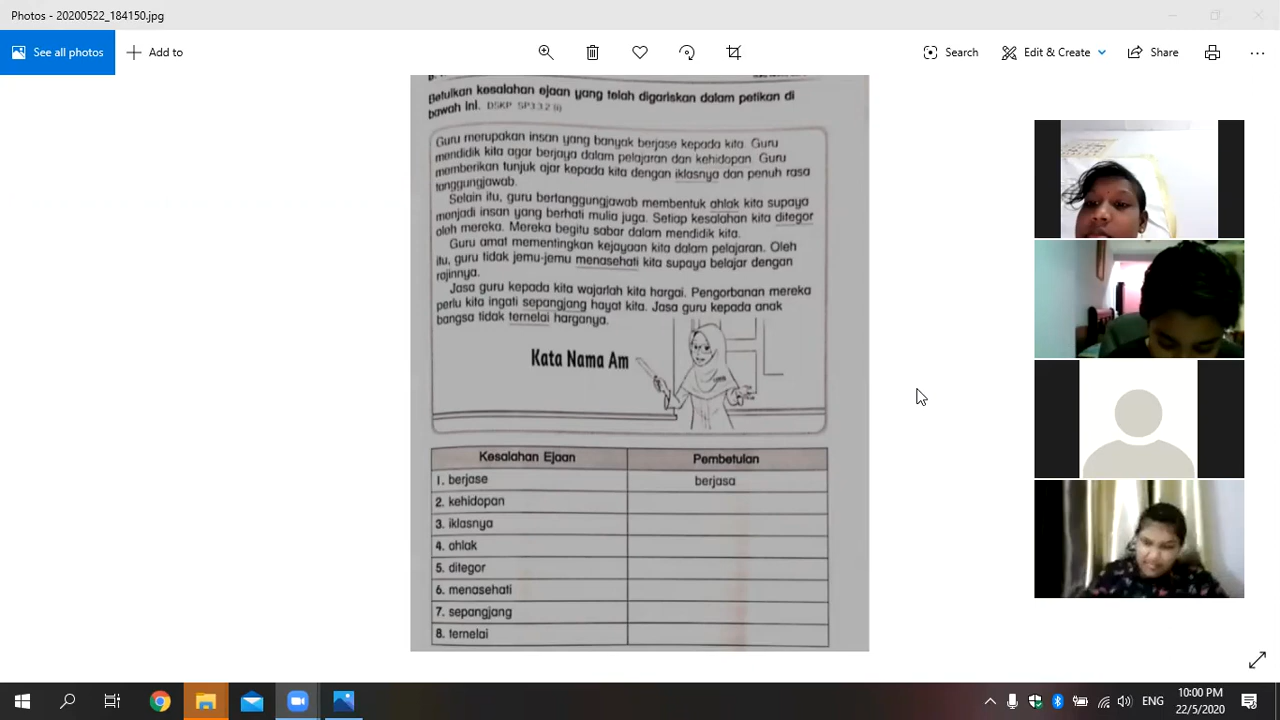 Photos - 20200522_184150.jpg
See all photos
Add to
Search
Edit & Create
Share
Betulkan kesalahan ejaan yang telah digariskan dalam petikan di
bawah ini. DSKP SP3.3.2
Guru merupakan insan yang banyak berjase kepada kita. Guru
mendidik kita agar berjaya dalam pelajaran dan kehidopan. Guru
memberikan tunjuk ajar kepada kita dengan iklasnya dan penuh rasa
tanggungjawab.
Selain itu, guru bertanggungjawab membentuk ahlak kita supaya
menjadi insan yang berhati mulia juga. Setiap kesalahan kita ditegor
oleh mereka. Mereka begitu sabar dalam mendidik kita.
Guru amat mementingkan kejayaan kita dalam pelajaran. Oleh
itu, guru tidak jemu-jemu menasehati kita supaya belajar dengan
rajinnya.
Jasa guru kepada kita wajarlah kita hargai. Pengorbanan mereka
perlu kita ingati sepangjang hayat kita. Jasa guru kepada anak
bangsa tidak ternelai harganya.
Kata Nama Am
Kesalahan Ejaan
Pembetulan
1. berjase
berjasa
2. kehidopan
3. iklasnya
4. ahlak
5. ditegor
6. menasehati
7. sepangjang
8. ternelai
ENG
10:00 PM
22/5/2020